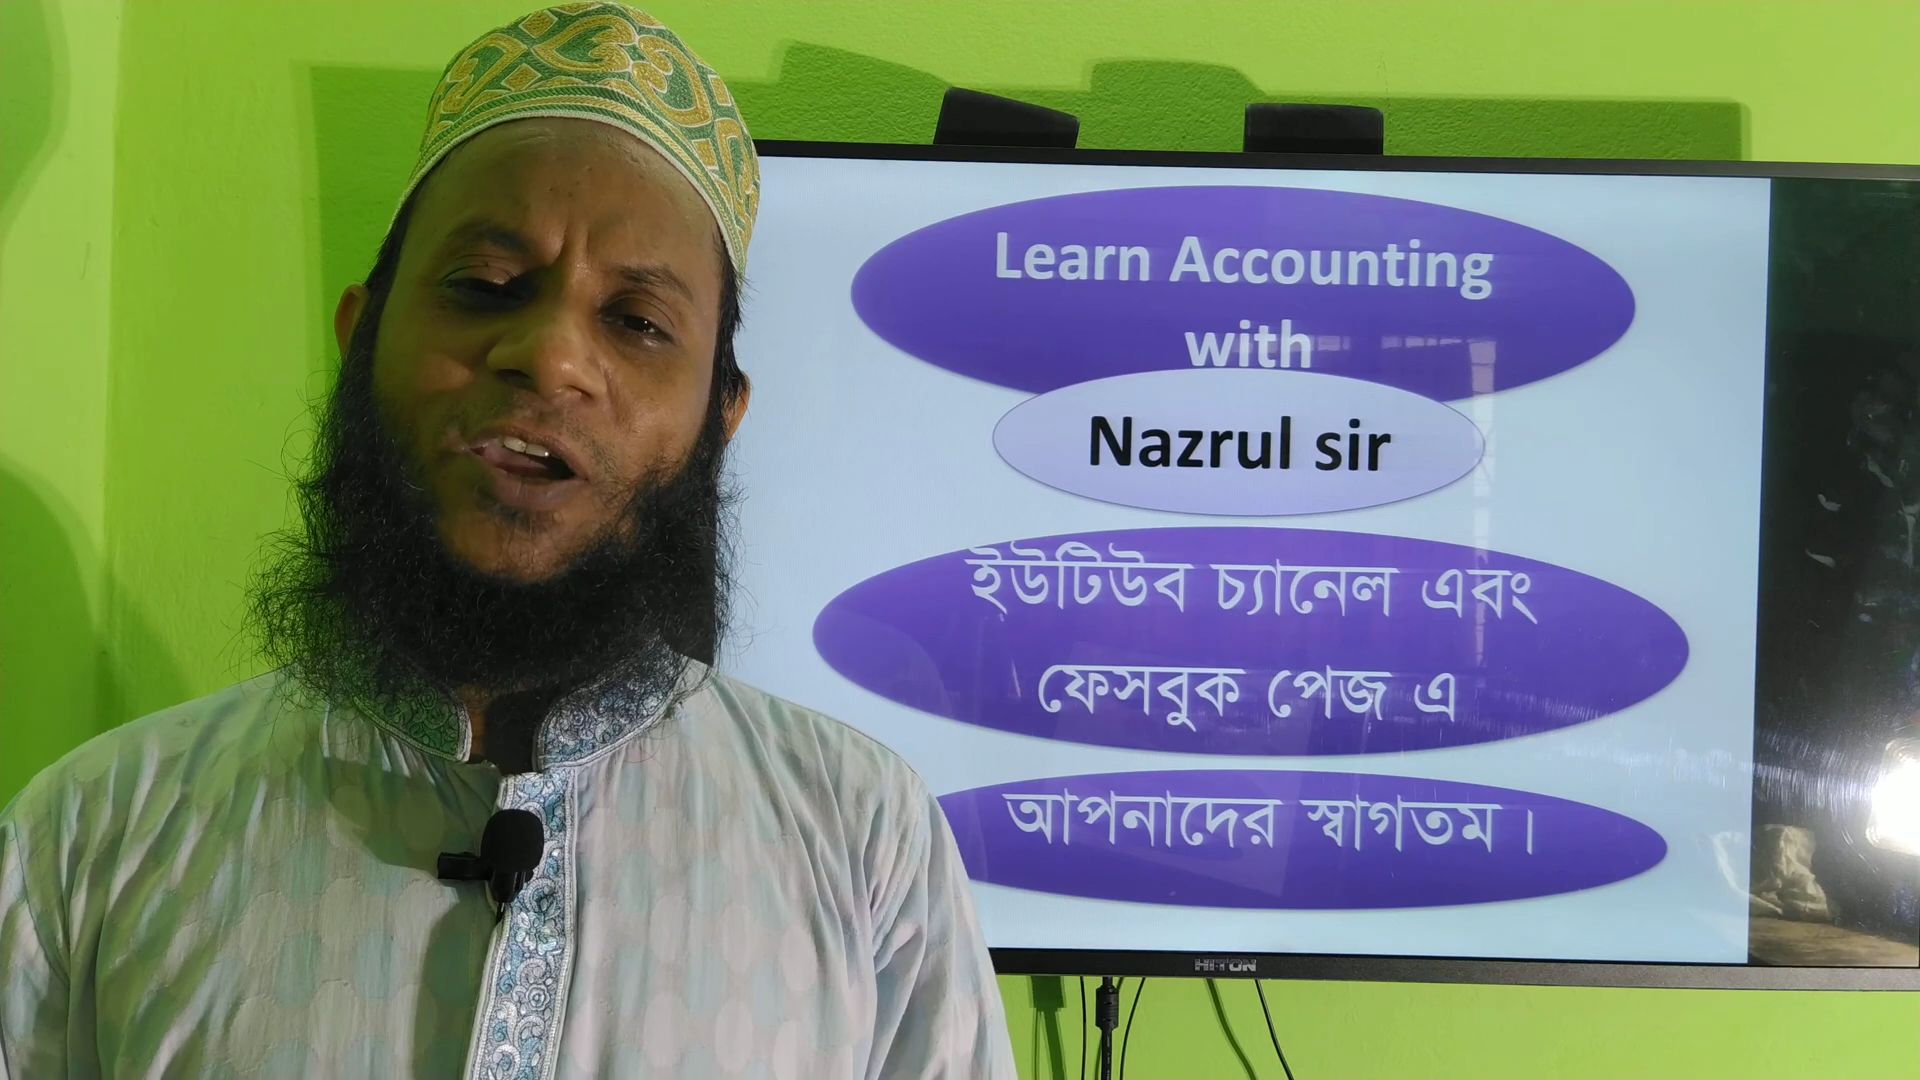 Learn Accounting
with
Nazrul sir
ইউটিউব চ্যানেল এবং
ফেসবুক পেজ এ
আপনাদের স্বাগতম।
HITON